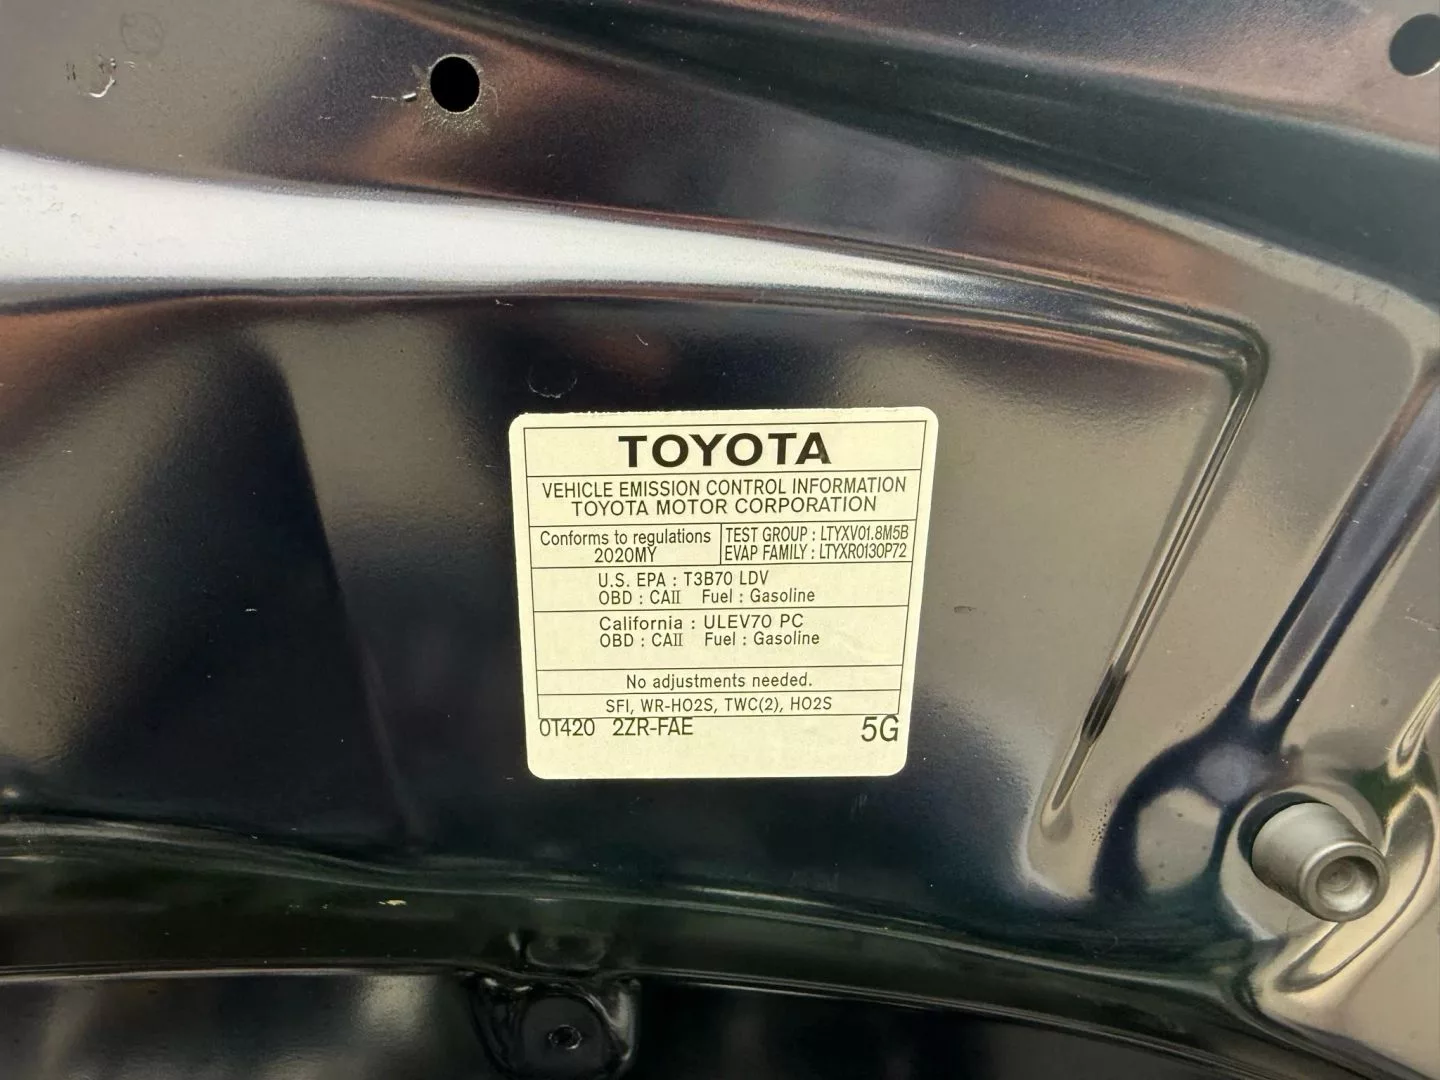 TOYOTA
VEHICLE EMISSION CONTROL INFORMATION
TOYOTA MOTOR CORPORATION
Conforms to regulations
2020MY
TEST GROUP : LTYXV01.8M5B
EVAP FAMILY : LTYXR0130P72
U.S. EPA : T3B70 LDV
OBD : CAII Fuel : Gasoline
California : ULEV70 PC
OBD : CAII Fuel : Gasoline
No adjustments needed.
SFI, WR-HO2S, TWC(2), HO2S
0T420 2ZR-FAE 5G